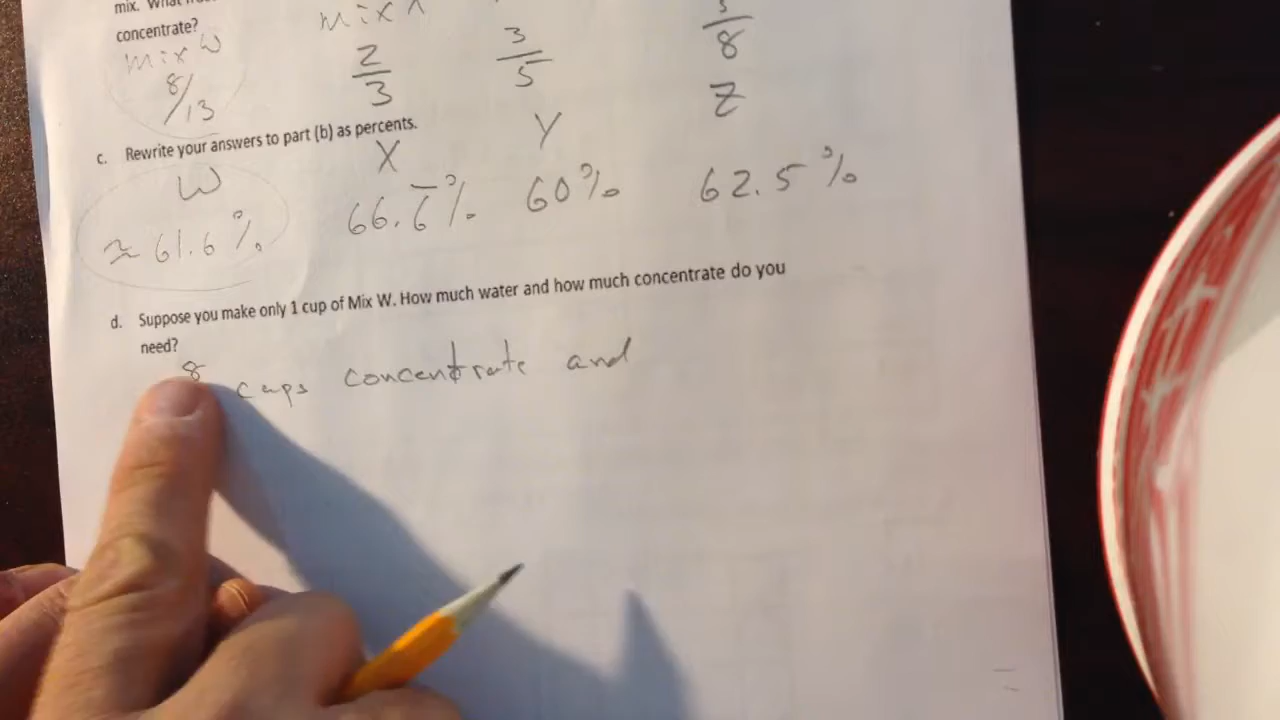 mix. What
concentrate?
mix W
8/13
mix X
2/3
3/5
Y
/8
Z
c. Rewrite your answers to part (b) as percents.
W X
≈ 61.6% 66.6̅% 60% 62.5%
d. Suppose you make only 1 cup of Mix W. How much water and how much concentrate do you
need?
8 cups concentrate and